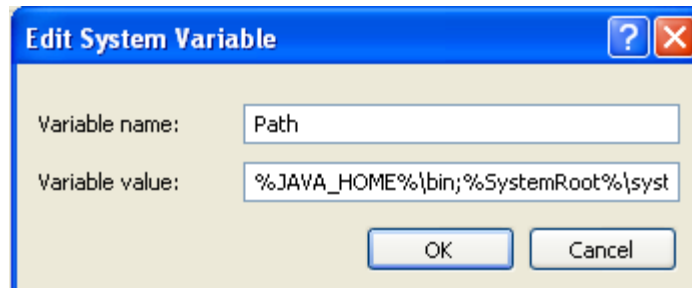 Edit System Variable
Variable name: Path
Variable value: %JAVA_HOME%\bin;%SystemRoot%\syst
OK Cancel